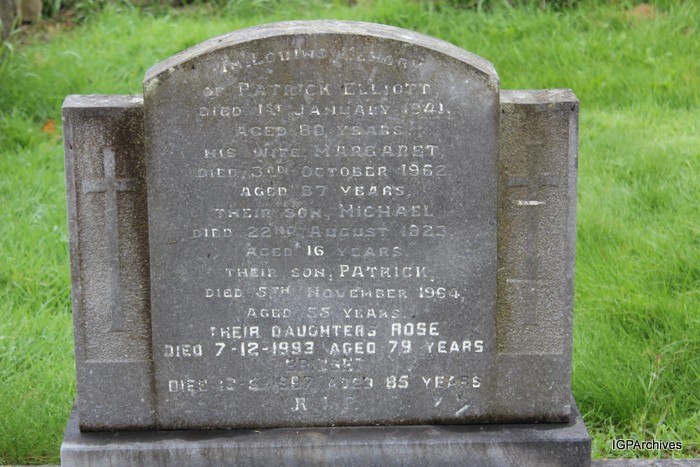 IN LOVING MEMORY
OF PATRICK ELLIOTT,
DIED 1ST JANUARY 1941,
AGED 80 YEARS.
HIS WIFE MARGARET,
DIED 3RD OCTOBER 1962,
AGED 87 YEARS,
THEIR SON, MICHAEL
DIED 22ND AUGUST 1923,
AGED 16 YEARS.
THEIR SON, PATRICK,
DIED 5TH NOVEMBER 1964,
AGED 55 YEARS.
THEIR DAUGHTERS ROSE
DIED 7-12-1993 AGED 79 YEARS
DIED AGED 85 YEARS
R.I.P.
IGPArchives